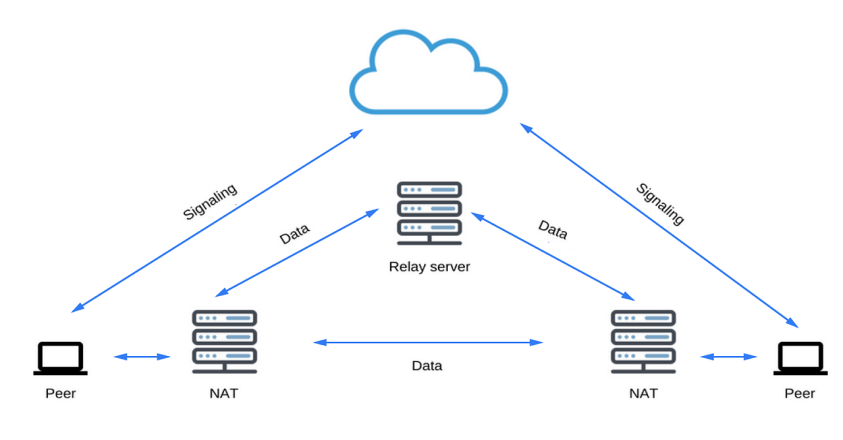 Signaling
Signaling
Data
Data
Relay server
Data
Peer
NAT
NAT
Peer